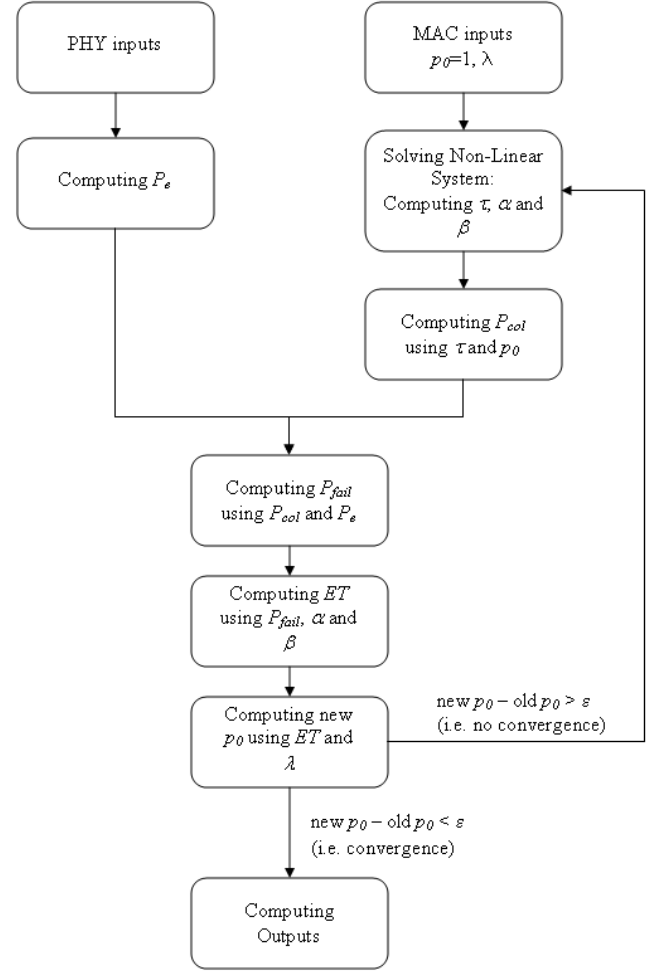 PHY inputs
MAC inputs
p0=1, λ
Computing Pe
Solving Non-Linear
System:
Computing τ, α and
β
Computing Pcol
using τ and p0
Computing Pfail
using Pcol and Pe
Computing ET
using Pfail, α and
β
Computing new
p0 using ET and
λ
new p0 – old p0 > ε
(i.e. no convergence)
new p0 – old p0 < ε
(i.e. convergence)
Computing
Outputs